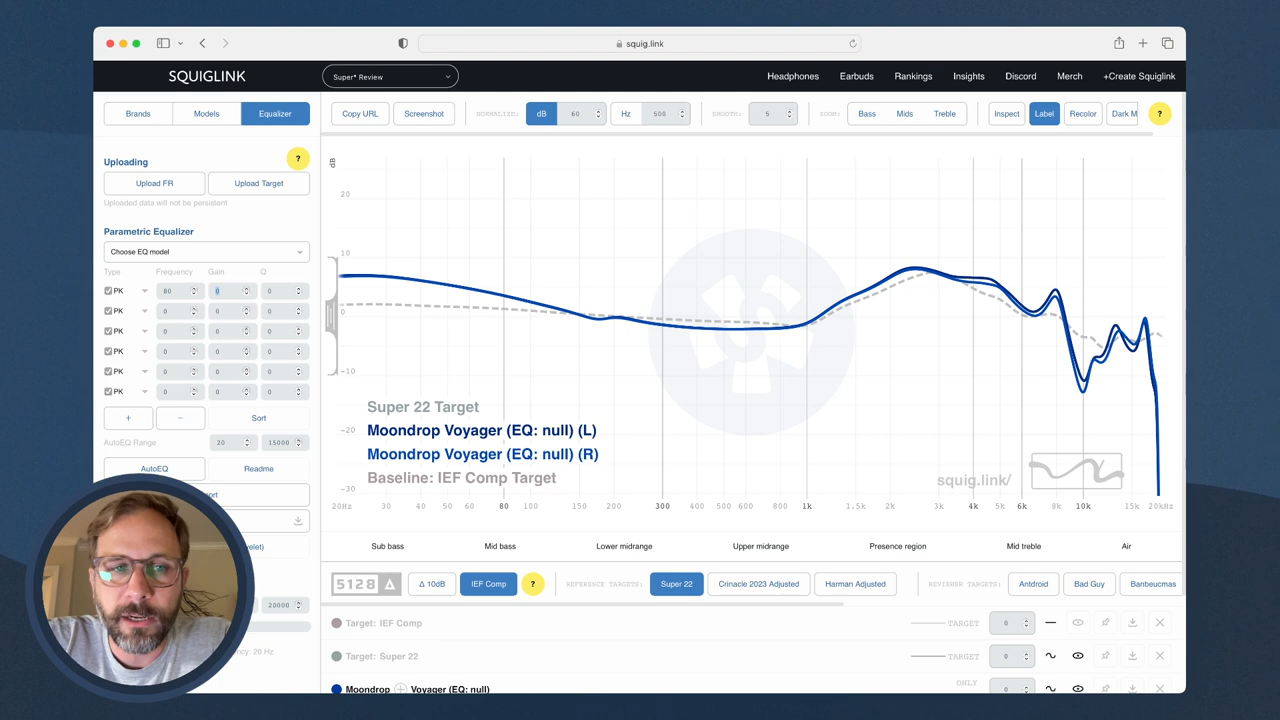 squig.link
SQUIGLINK
Super* Review
Headphones
Earbuds
Rankings
Insights
Discord
Merch
+Create Squiglink
Brands
Models
Equalizer
Copy URL
Screenshot
NORMALIZE:
dB
60
Hz
500
SMOOTH:
5
ZOOM:
Bass
Mids
Treble
Inspect
Label
Recolor
Dark M
?
Uploading
?
Upload FR
Upload Target
Uploaded data will not be persistent
Parametric Equalizer
Choose EQ model
Type
Frequency
Gain
Q
PK
80
0
PK
0
0
0
PK
0
0
0
PK
0
0
0
PK
0
0
0
PK
0
0
0
+
−
Sort
AutoEQ Range
20
15000
AutoEQ
Readme
ort
elet)
20000
ncy: 20 Hz
dB
20
10
0
-10
-20
-30
Super 22 Target
Moondrop Voyager (EQ: null) (L)
Moondrop Voyager (EQ: null) (R)
Baseline: IEF Comp Target
squig.link/
20Hz
30
40
50
60
80
100
150
200
300
400
500
600
800
1k
1.5k
2k
3k
4k
5k
6k
8k
10k
15k
20kHz
Sub bass
Mid bass
Lower midrange
Upper midrange
Presence region
Mid treble
Air
5128 Δ
Δ 10dB
IEF Comp
?
REFERENCE TARGETS:
Super 22
Crinacle 2023 Adjusted
Harman Adjusted
REVIEWER TARGETS:
Antdroid
Bad Guy
Banbeucmas
Target: IEF Comp
TARGET
0
Target: Super 22
TARGET
0
Moondrop
Voyager (EQ: null)
ONLY
0